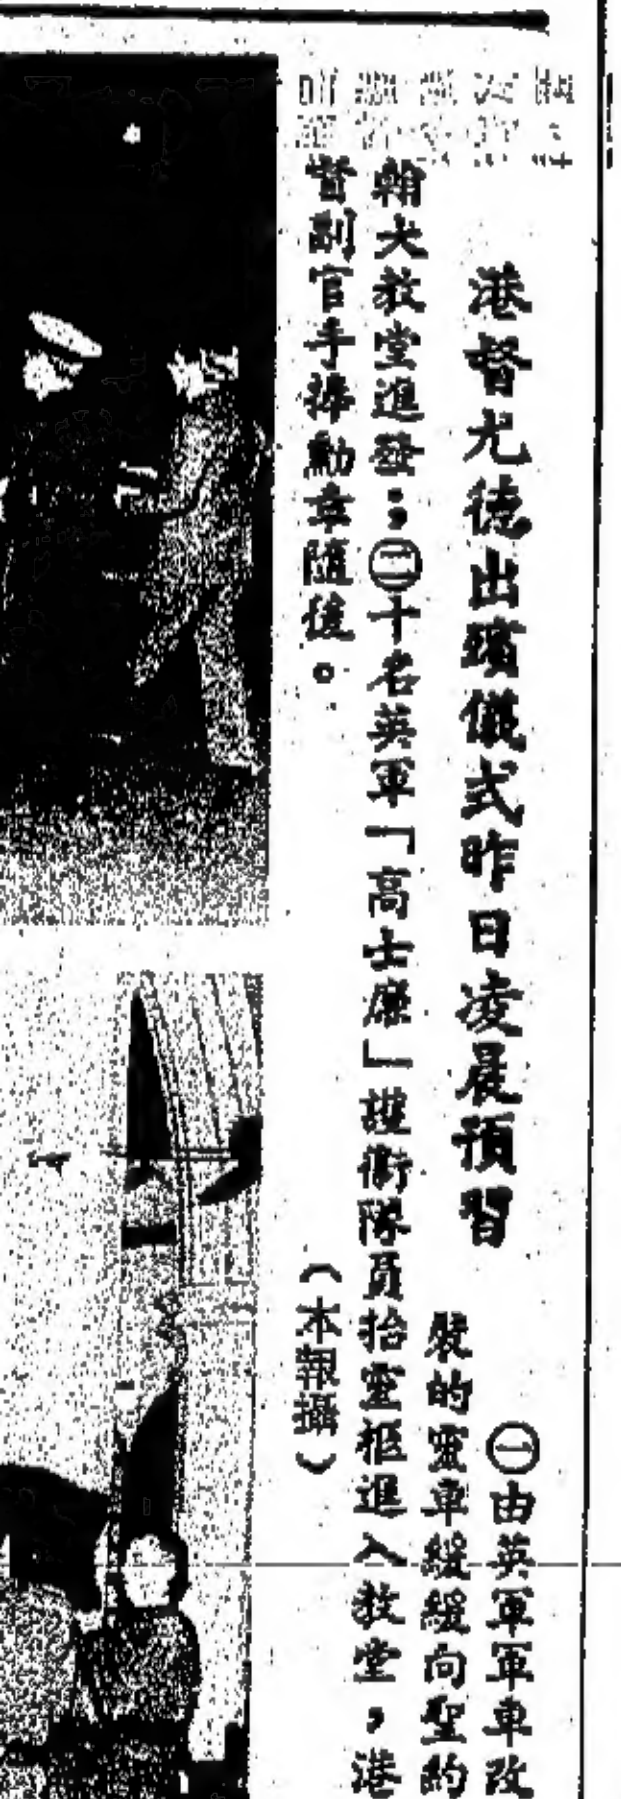 港督尤德出殯儀式昨日凌晨預習
㊀由英軍軍車改
裝的靈車緩緩向聖約
翰大教堂進發；㊁十名英軍「高士廉」護衛隊員抬靈柩進入教堂，港
督副官手捧勳章隨後。
（本報攝）